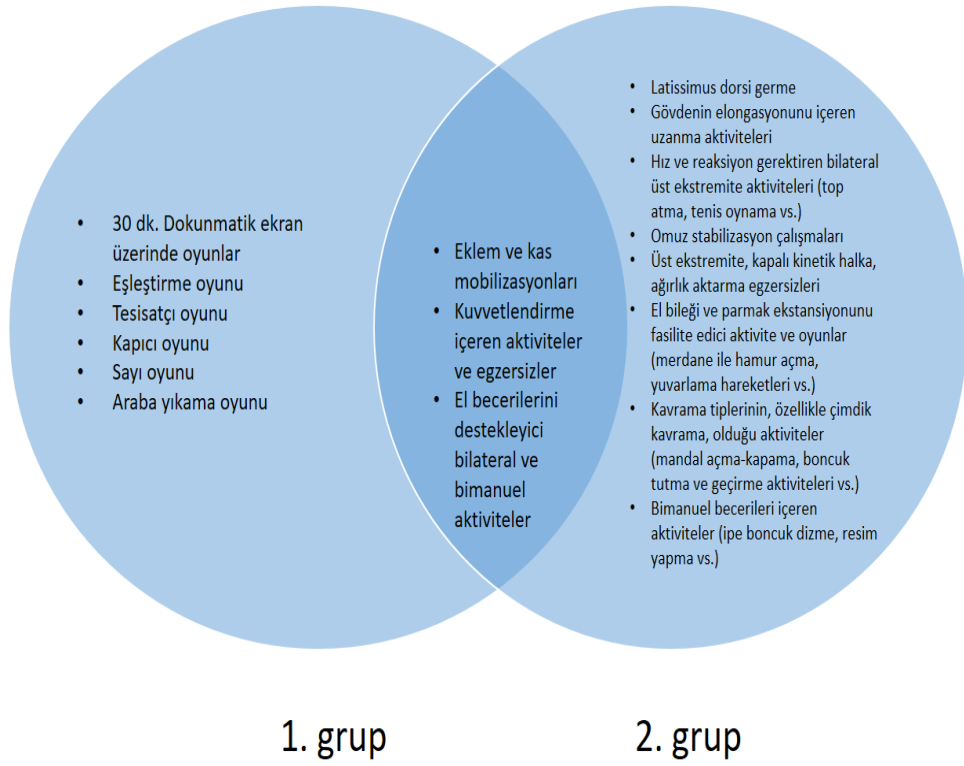 • 30 dk. Dokunmatik ekran
üzerinde oyunlar
• Eşleştirme oyunu
• Tesisatçı oyunu
• Kapıcı oyunu
• Sayı oyunu
• Araba yıkama oyunu
• Eklem ve kas
mobilizasyonları
• Kuvvetlendirme
içeren aktiviteler
ve egzersizler
• El becerilerini
destekleyici
bilateral ve
bimanuel
aktiviteler
• Latissimus dorsi germe
• Gövdenin elongasyonunu içeren
uzanma aktiviteleri
• Hız ve reaksiyon gerektiren bilateral
üst ekstremite aktiviteleri (top
atma, tenis oynama vs.)
• Omuz stabilizasyon çalışmaları
• Üst ekstremite, kapalı kinetik halka,
ağırlık aktarma egzersizleri
• El bileği ve parmak ekstansiyonunu
fasilite edici aktivite ve oyunlar
(merdane ile hamur açma,
yuvarlama hareketleri vs.)
• Kavrama tiplerinin, özellikle çimdik
kavrama, olduğu aktiviteler
(mandal açma-kapama, boncuk
tutma ve geçirme aktiviteleri vs.)
• Bimanuel becerileri içeren
aktiviteler (ipe boncuk dizme, resim
yapma vs.)
1. grup
2. grup